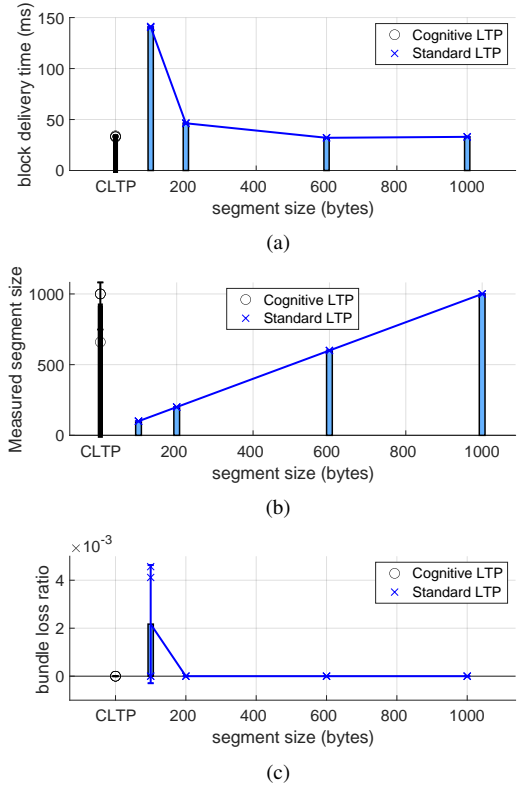 150
100
50
0
block delivery time (ms)
Cognitive LTP
Standard LTP
CLTP 200 400 600 800 1000
segment size (bytes)
(a)
1000
500
0
Measured segment size
Cognitive LTP
Standard LTP
CLTP 200 400 600 800 1000
segment size (bytes)
(b)
× 10^-3
4
2
0
bundle loss ratio
Cognitive LTP
Standard LTP
CLTP 200 400 600 800 1000
segment size (bytes)
(c)